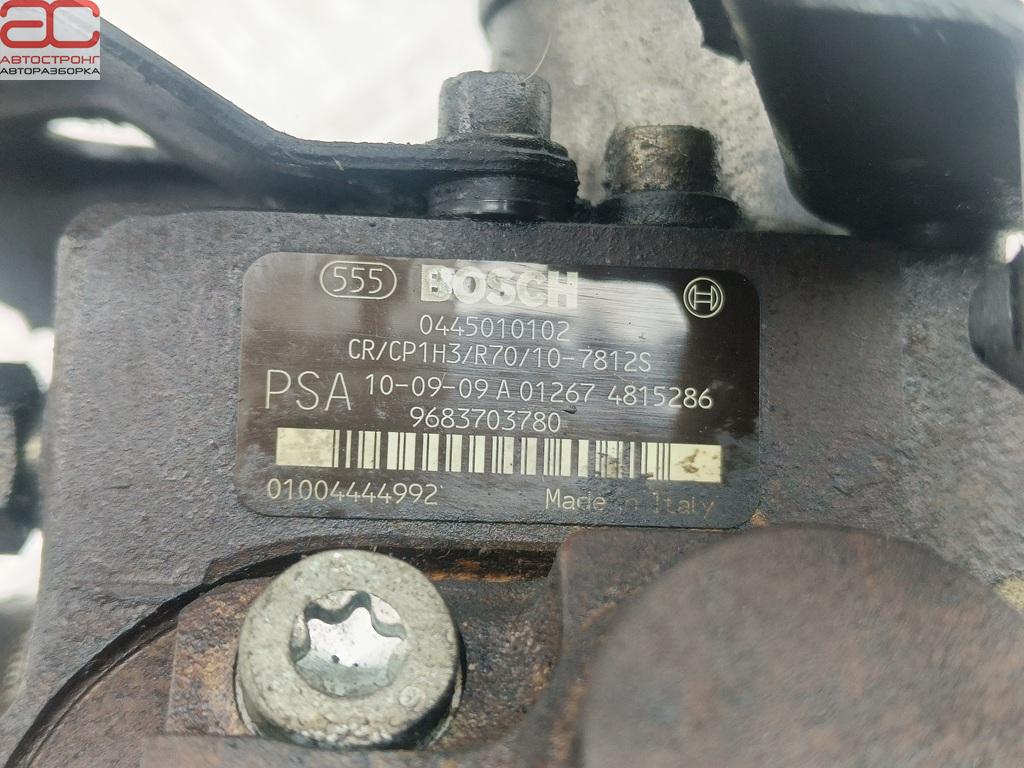 ac
АВТОСТРОНГ
АВТОРАЗБОРКА
555 BOSCH
0445010102
CR/CP1H3/R70/10-7812S
PSA 10-09-09 A 01267 4815286
9683703780
01004444992 Made in Italy